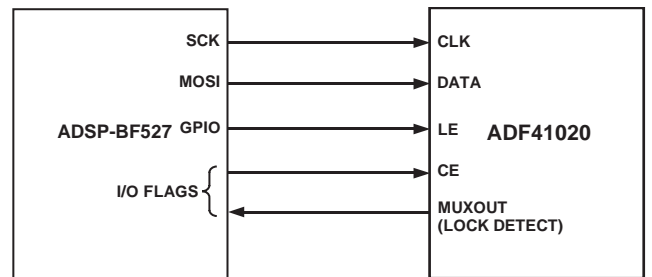 SCK
CLK
MOSI
DATA
ADSP-BF527 GPIO
LE
ADF41020
CE
I/O FLAGS
MUXOUT
(LOCK DETECT)